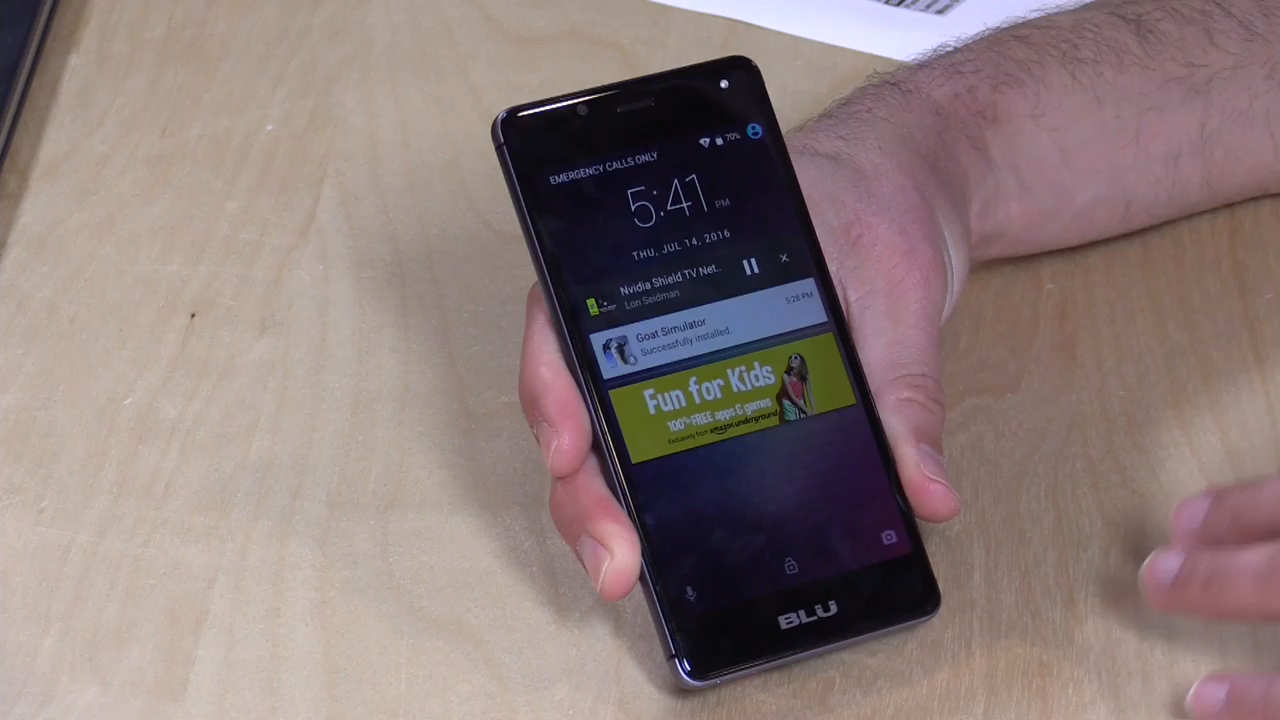 70%
EMERGENCY CALLS ONLY
5:41 PM
THU, JUL 14, 2016
Nvidia Shield TV Net..
Lon Seidman
Goat Simulator
5:28 PM
Successfully installed.
Fun for Kids
100% FREE apps & games
Exclusively from amazon underground
BLU